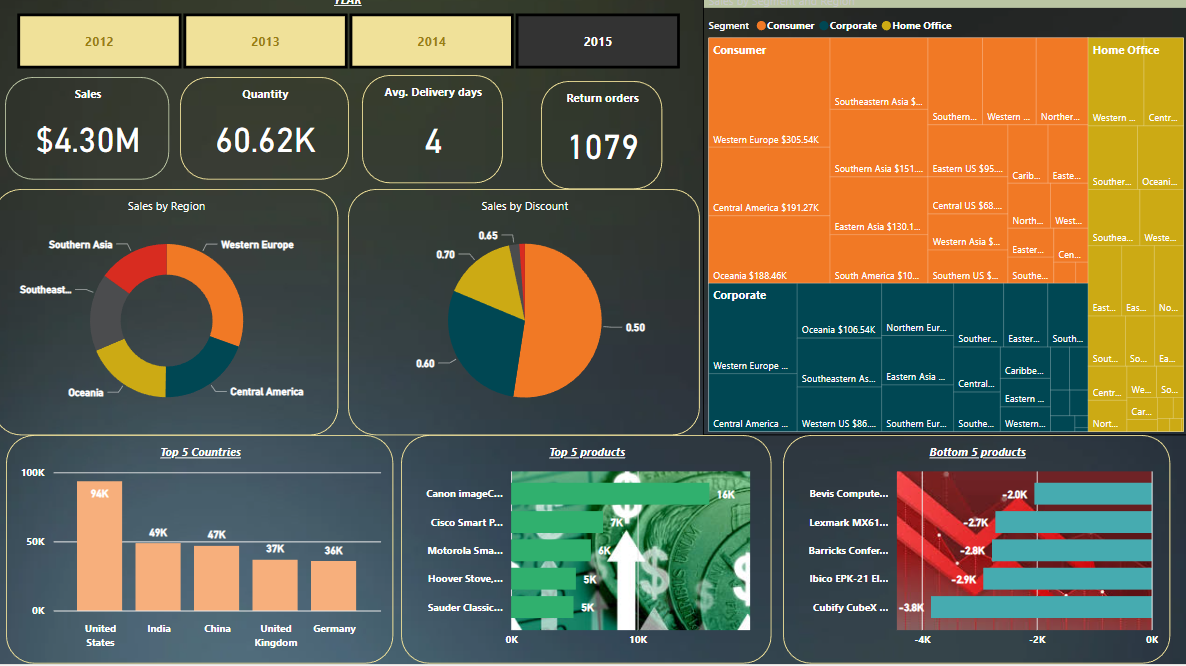 YEAR
2012
2013
2014
2015
Sales
$4.30M
Quantity
60.62K
Avg. Delivery days
4
Return orders
1079
Segment Consumer Corporate Home Office
Consumer
Western Europe $305.54K
Central America $191.27K
Oceania $188.46K
Southeastern Asia $...
Southern Asia $151....
Eastern Asia $130.1...
South America $10...
Southern...
Western ...
Norther...
Eastern US $95...
Central US $68....
Western Asia $...
Southern US $...
Carib...
Easte...
North...
West...
Easter...
Cen...
Southe...
Corporate
Western Europe ...
Central America ...
Oceania $106.54K
Southeastern As...
Western US $86....
Northern Eur...
Eastern Asia ...
Southern Eur...
Souther...
Easter...
South...
Central...
Southe...
Caribbe...
Eastern ...
Western...
Home Office
Western ...
Centr...
Souther...
Oceani...
Southea...
Weste...
East...
Eas...
No...
Sout...
So...
Ea...
Centr...
We...
So...
Car...
Nort...
Sales by Region
Southern Asia
Western Europe
Southeast...
Oceania
Central America
Sales by Discount
0.65
0.70
0.50
0.60
Top 5 Countries
100K
50K
0K
94K
49K
47K
37K
36K
United States
India
China
United Kingdom
Germany
Top 5 products
Canon imageC...
16K
Cisco Smart P...
7K
Motorola Sma...
6K
Hoover Stove,...
5K
Sauder Classic...
5K
0K
10K
Bottom 5 products
Bevis Compute...
-2.0K
Lexmark MX61...
-2.7K
Barricks Confer...
-2.8K
Ibico EPK-21 El...
-2.9K
Cubify CubeX ...
-3.8K
-4K
-2K
0K